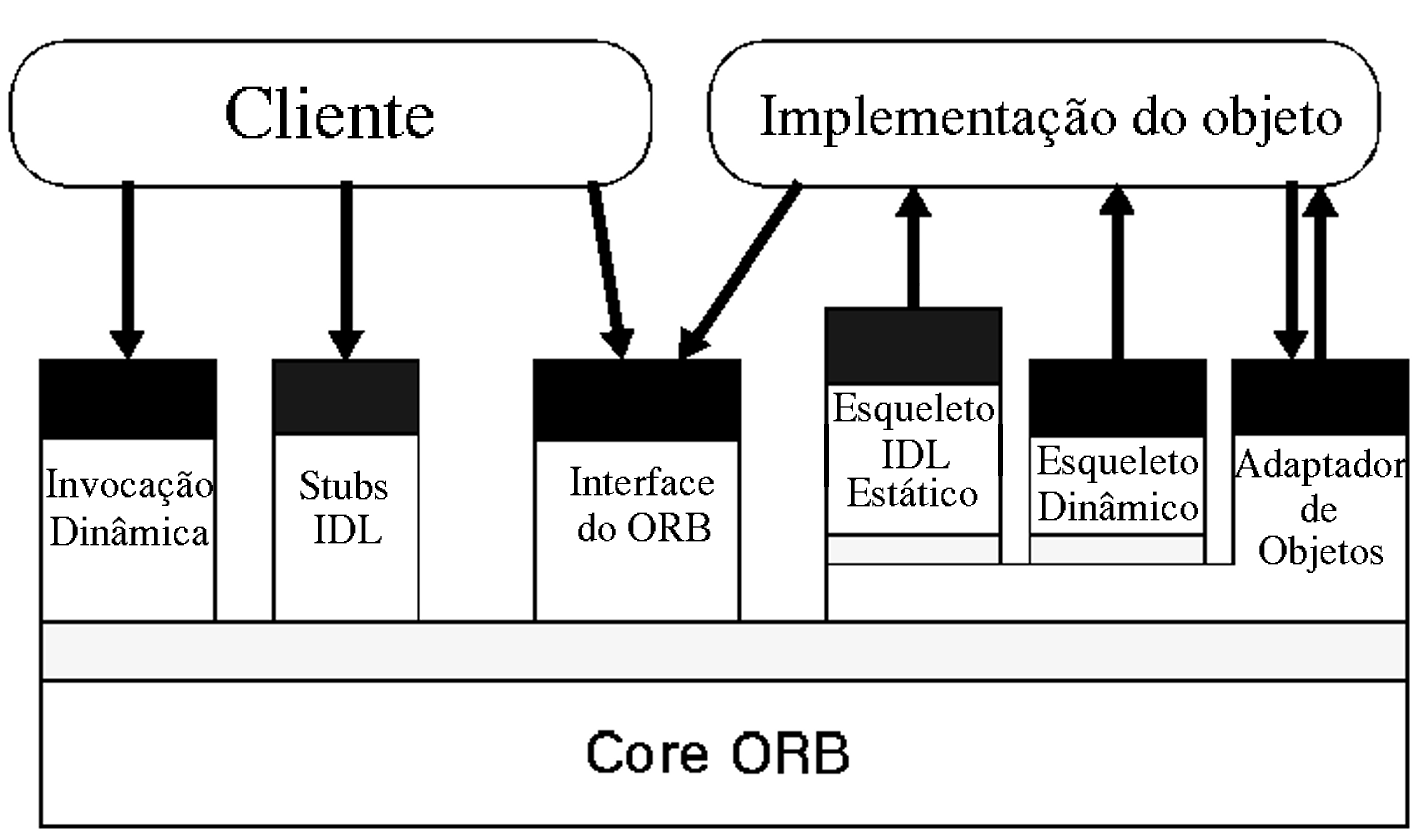 Cliente
Implementação do objeto
Invocação
Dinâmica
Stubs
IDL
Interface
do ORB
Esqueleto
IDL
Estático
Esqueleto
Dinâmico
Adaptador
de
Objetos
Core ORB